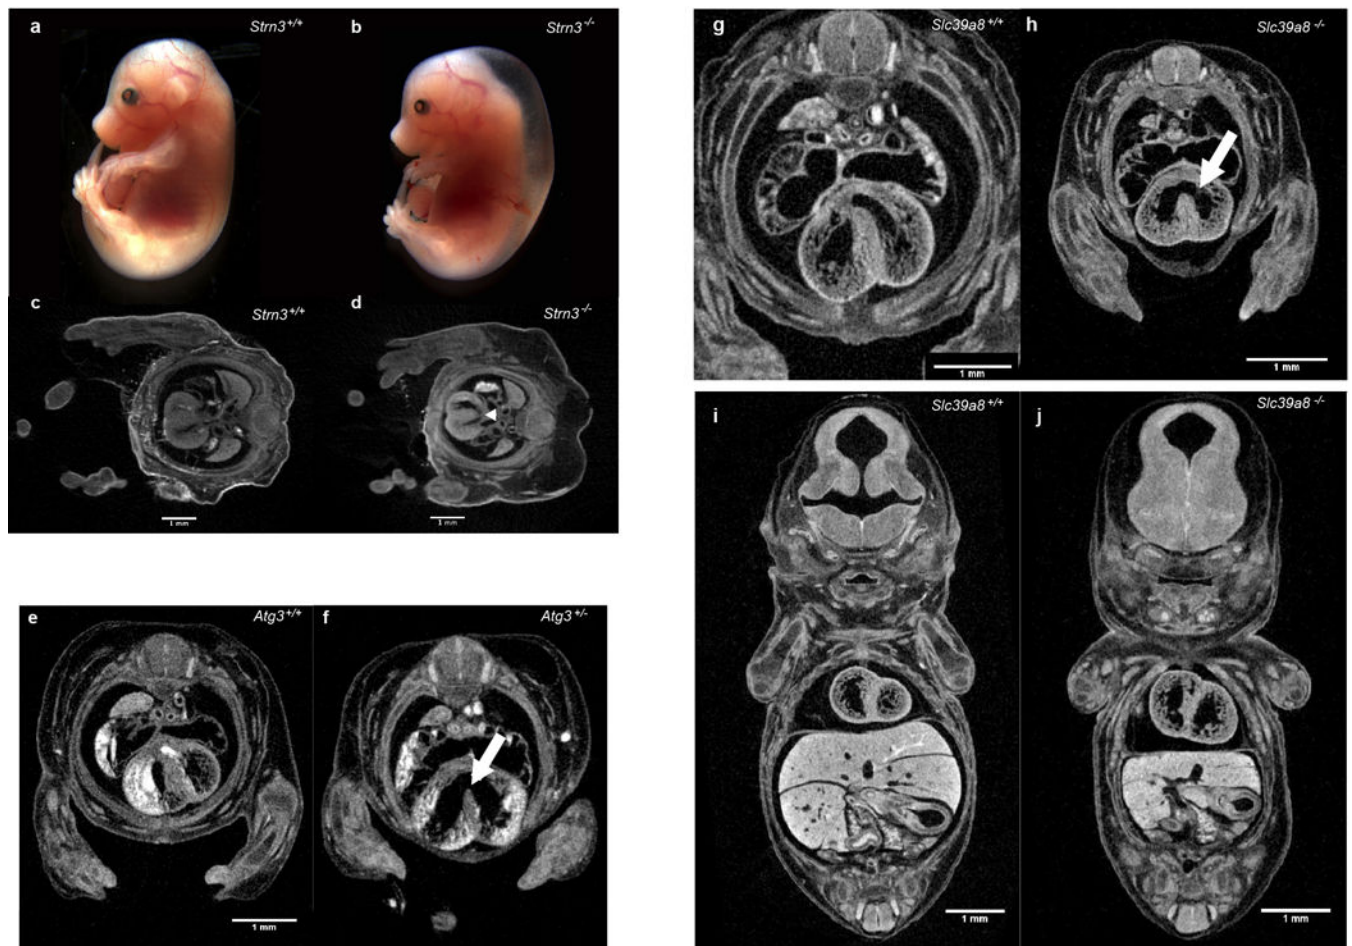 a Strn3+/+
b Strn3-/-
c Strn3+/+
d Strn3-/-
1 mm
1 mm
e Atg3+/+
f Atg3+/-
1 mm
g Slc39a8+/+
h Slc39a8 -/-
1 mm
1 mm
i Slc39a8+/+
j Slc39a8 -/-
1 mm
1 mm